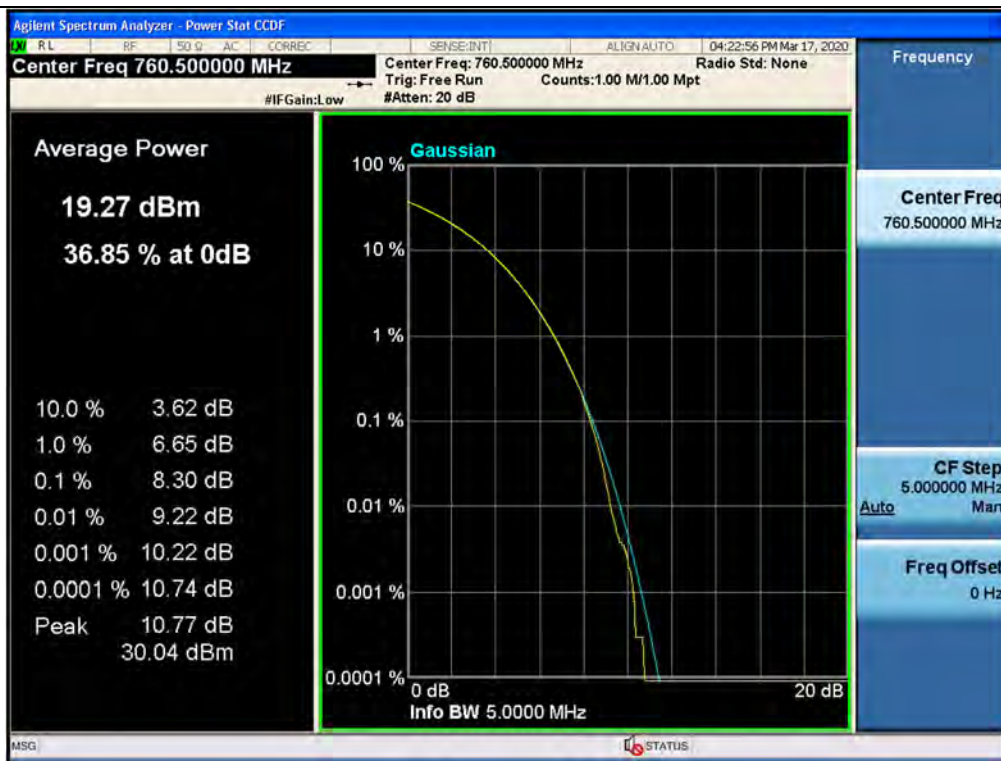 Agilent Spectrum Analyzer - Power Stat CCDF
LXI RL RF 50 Ω AC CORREC SENSE:INT ALIGN AUTO 04:22:56 PM Mar 17, 2020
Center Freq 760.500000 MHz
Center Freq: 760.500000 MHz Radio Std: None
Trig: Free Run Counts:1.00 M/1.00 Mpt
#IFGain:Low #Atten: 20 dB
Frequency
Average Power
19.27 dBm
36.85 % at 0dB
10.0 % 3.62 dB
1.0 % 6.65 dB
0.1 % 8.30 dB
0.01 % 9.22 dB
0.001 % 10.22 dB
0.0001 % 10.74 dB
Peak 10.77 dB
30.04 dBm
Gaussian
100 %
10 %
1 %
0.1 %
0.01 %
0.001 %
0.0001 %
0 dB 20 dB
Info BW 5.0000 MHz
Center Freq
760.500000 MHz
CF Step
5.000000 MHz
Auto Man
Freq Offset
0 Hz
MSG STATUS